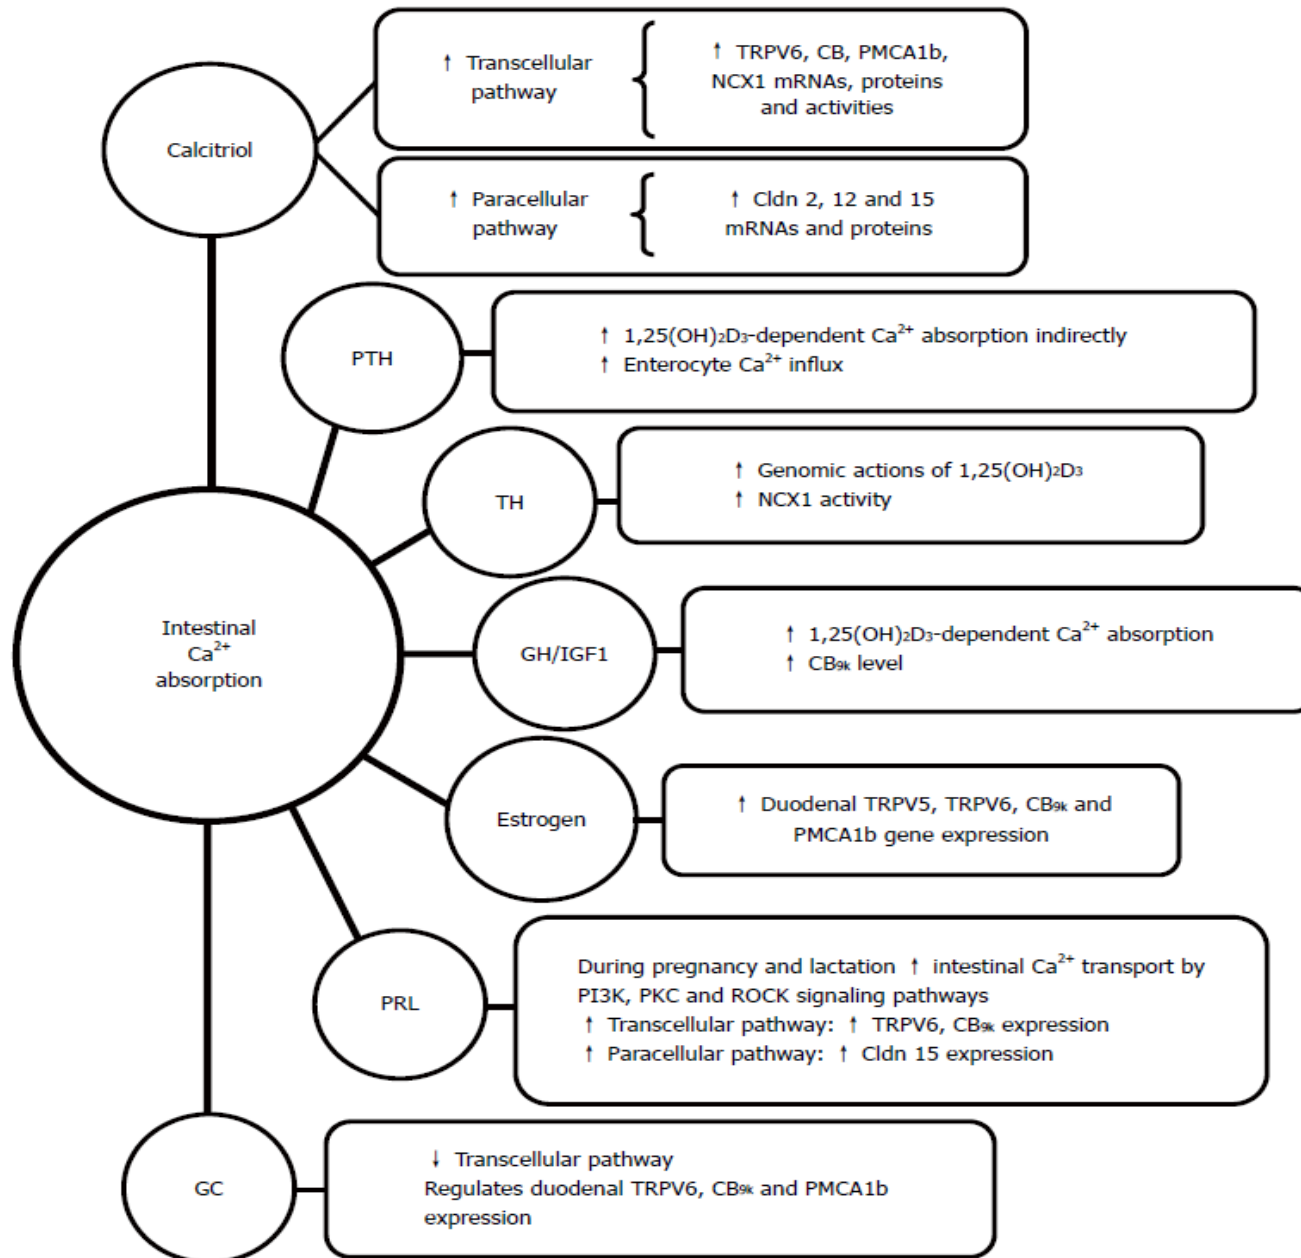 Calcitriol
↑ Transcellular
pathway
↑ TRPV6, CB, PMCA1b,
NCX1 mRNAs, proteins
and activities
↑ Paracellular
pathway
↑ Cldn 2, 12 and 15
mRNAs and proteins
PTH
↑ 1,25(OH)₂D₃-dependent Ca²⁺ absorption indirectly
↑ Enterocyte Ca²⁺ influx
TH
↑ Genomic actions of 1,25(OH)₂D₃
↑ NCX1 activity
Intestinal
Ca²⁺
absorption
GH/IGF1
↑ 1,25(OH)₂D₃-dependent Ca²⁺ absorption
↑ CB₉ₖ level
Estrogen
↑ Duodenal TRPV5, TRPV6, CB₉ₖ and
PMCA1b gene expression
PRL
During pregnancy and lactation ↑ intestinal Ca²⁺ transport by
PI3K, PKC and ROCK signaling pathways
↑ Transcellular pathway: ↑ TRPV6, CB₉ₖ expression
↑ Paracellular pathway: ↑ Cldn 15 expression
GC
↓ Transcellular pathway
Regulates duodenal TRPV6, CB₉ₖ and PMCA1b
expression